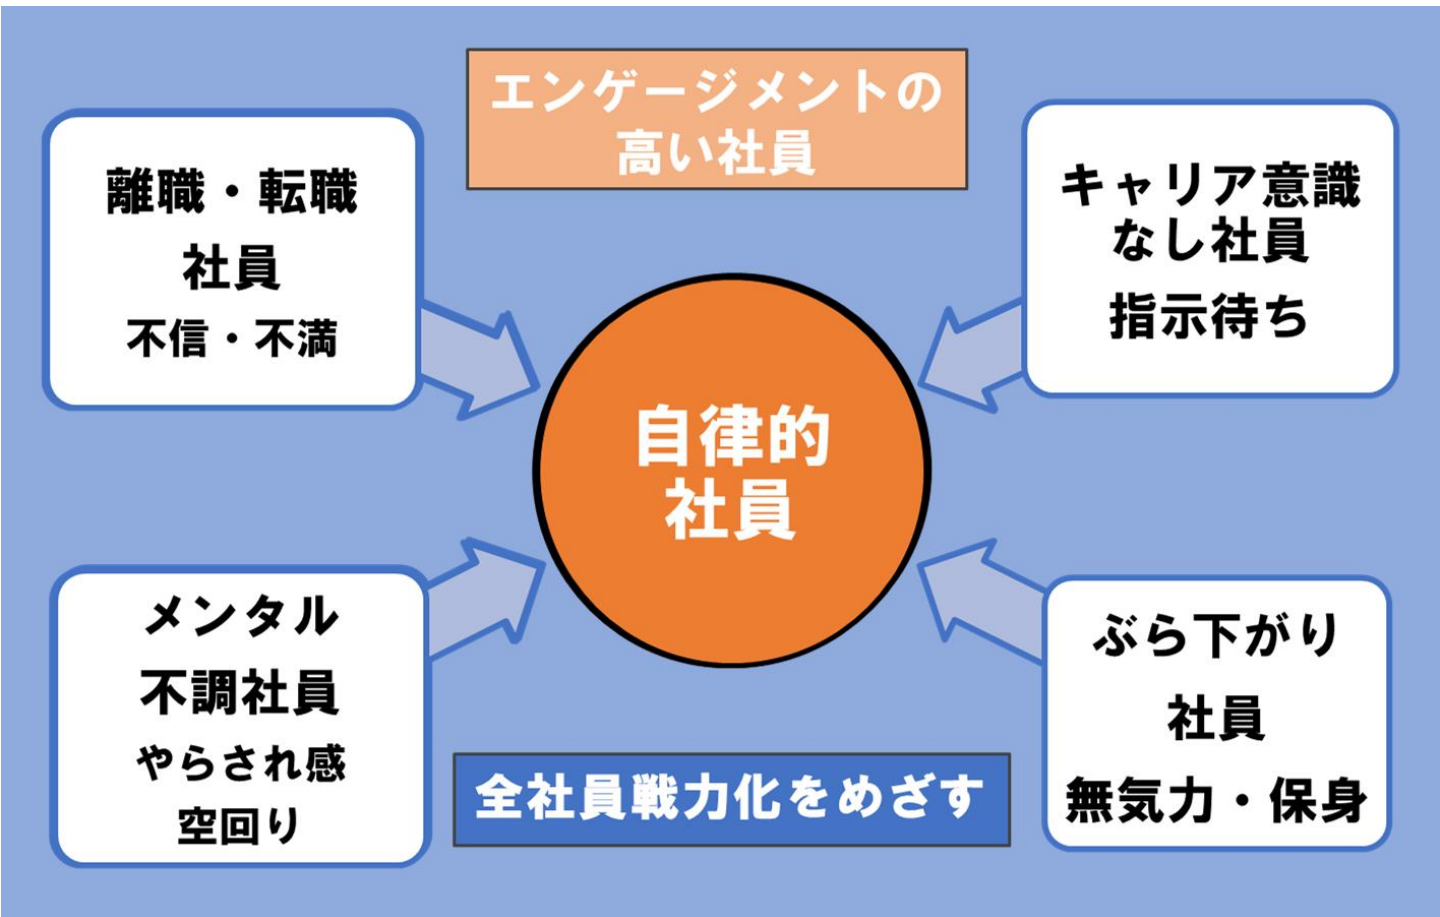 エンゲージメントの
高い社員
離職・転職
社員
不信・不満
キャリア意識
なし社員
指示待ち
自律的
社員
メンタル
不調社員
やらされ感
空回り
ぶら下がり
社員
無気力・保身
全社員戦力化をめざす